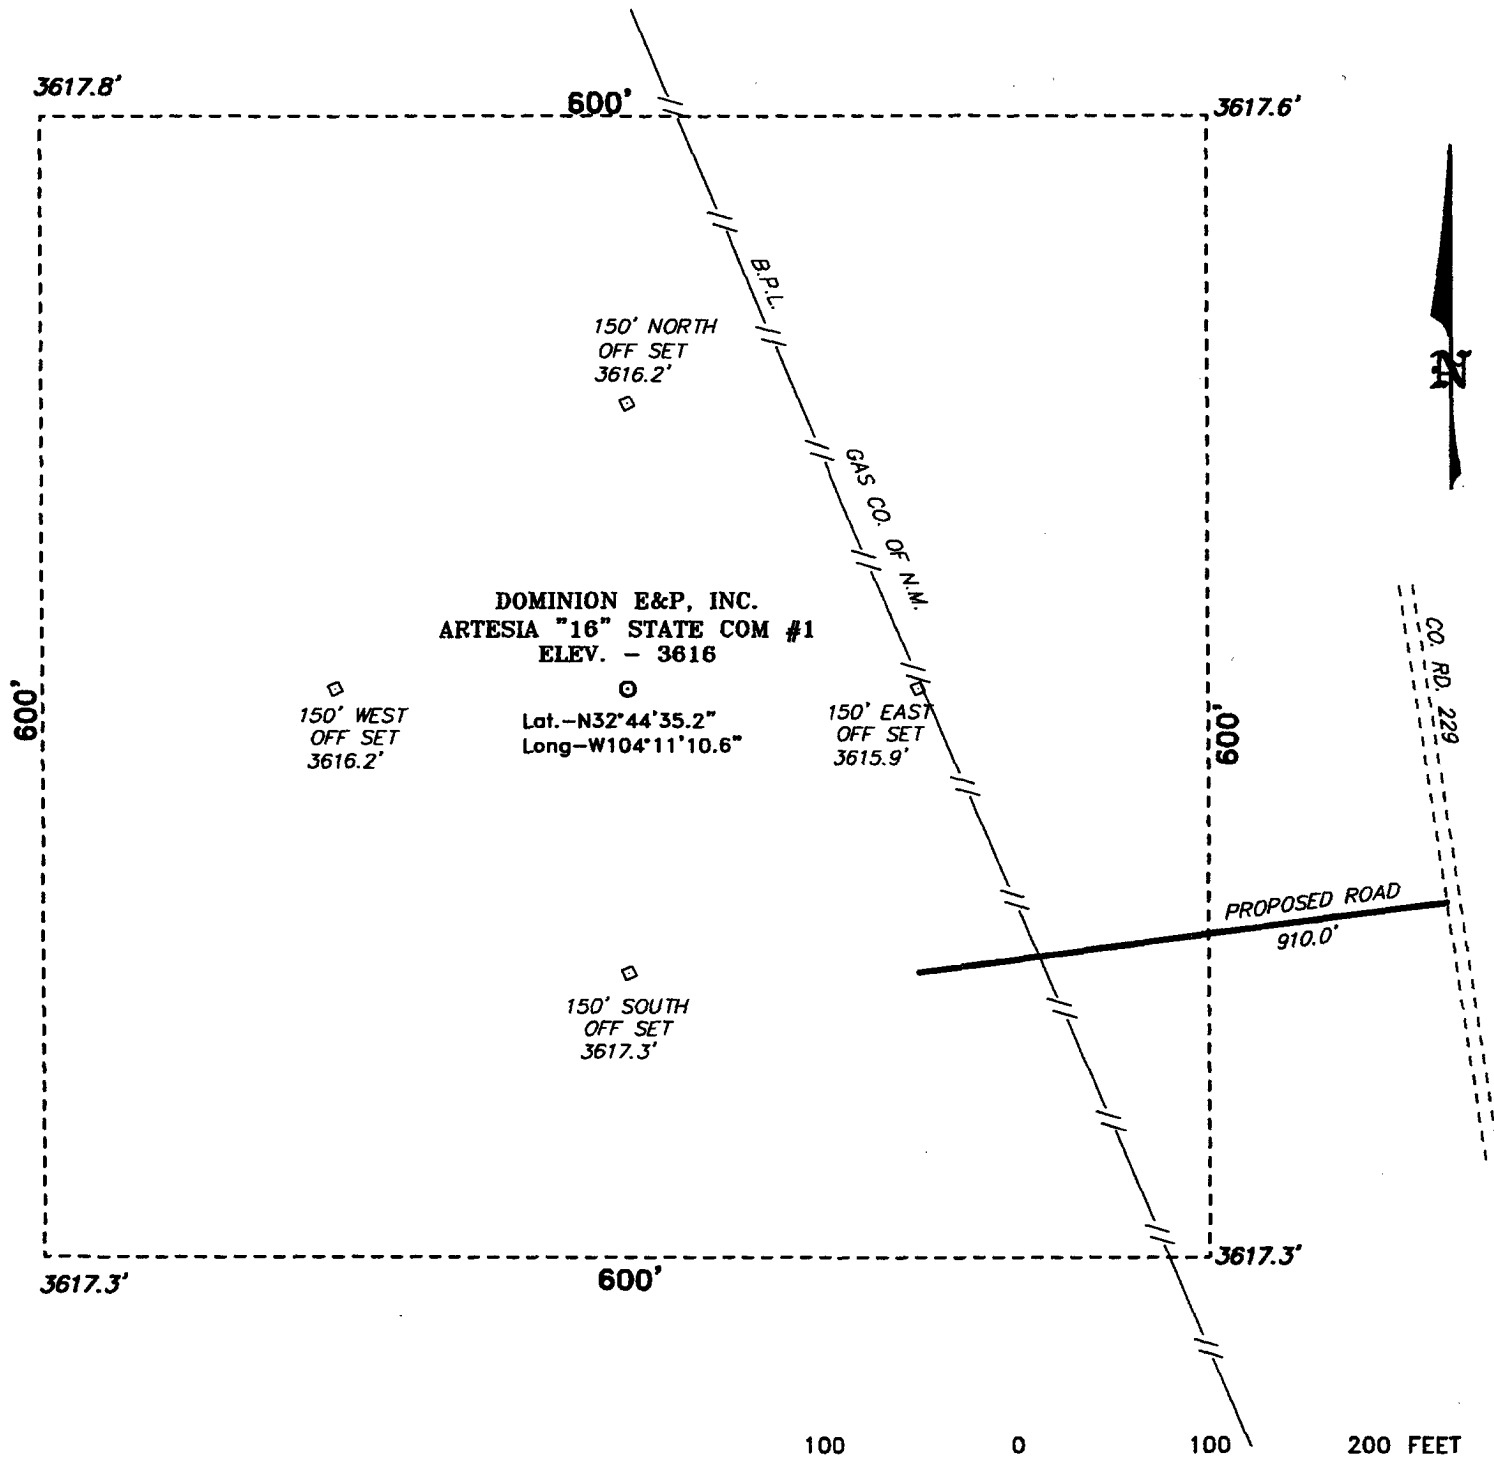 3617.8'
600'
3617.6'
B.P.L.
150' NORTH
OFF SET
3616.2'
N
GAS CO. OF N.M.
DOMINION E&P, INC.
ARTESIA "16" STATE COM #1
ELEV. - 3616
Lat.-N32°44'35.2"
Long-W104°11'10.6"
600'
150' WEST
OFF SET
3616.2'
150' EAST
OFF SET
3615.9'
600'
CO. RD. 229
PROPOSED ROAD
910.0'
150' SOUTH
OFF SET
3617.3'
3617.3'
600'
3617.3'
100 0 100 200 FEET